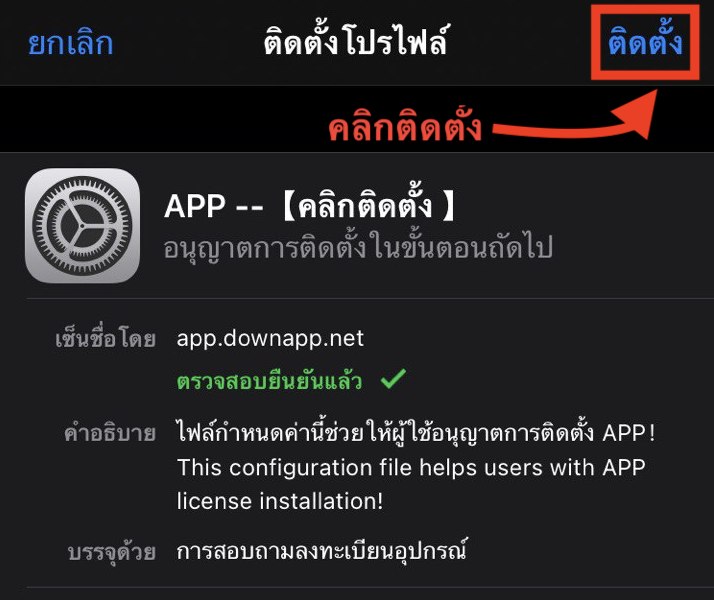 ยกเลิก
ติดตั้งโปรไฟล์
ติดตั้ง
คลิกติดตั้ง
APP --【คลิกติดตั้ง 】
อนุญาตการติดตั้งในขั้นตอนถัดไป
เซ็นชื่อโดย
app.downapp.net
ตรวจสอบยืนยันแล้ว ✓
คำอธิบาย
ไฟล์กำหนดค่านี้ช่วยให้ผู้ใช้อนุญาตการติดตั้ง APP!
This configuration file helps users with APP
license installation!
บรรจุด้วย
การสอบถามลงทะเบียนอุปกรณ์